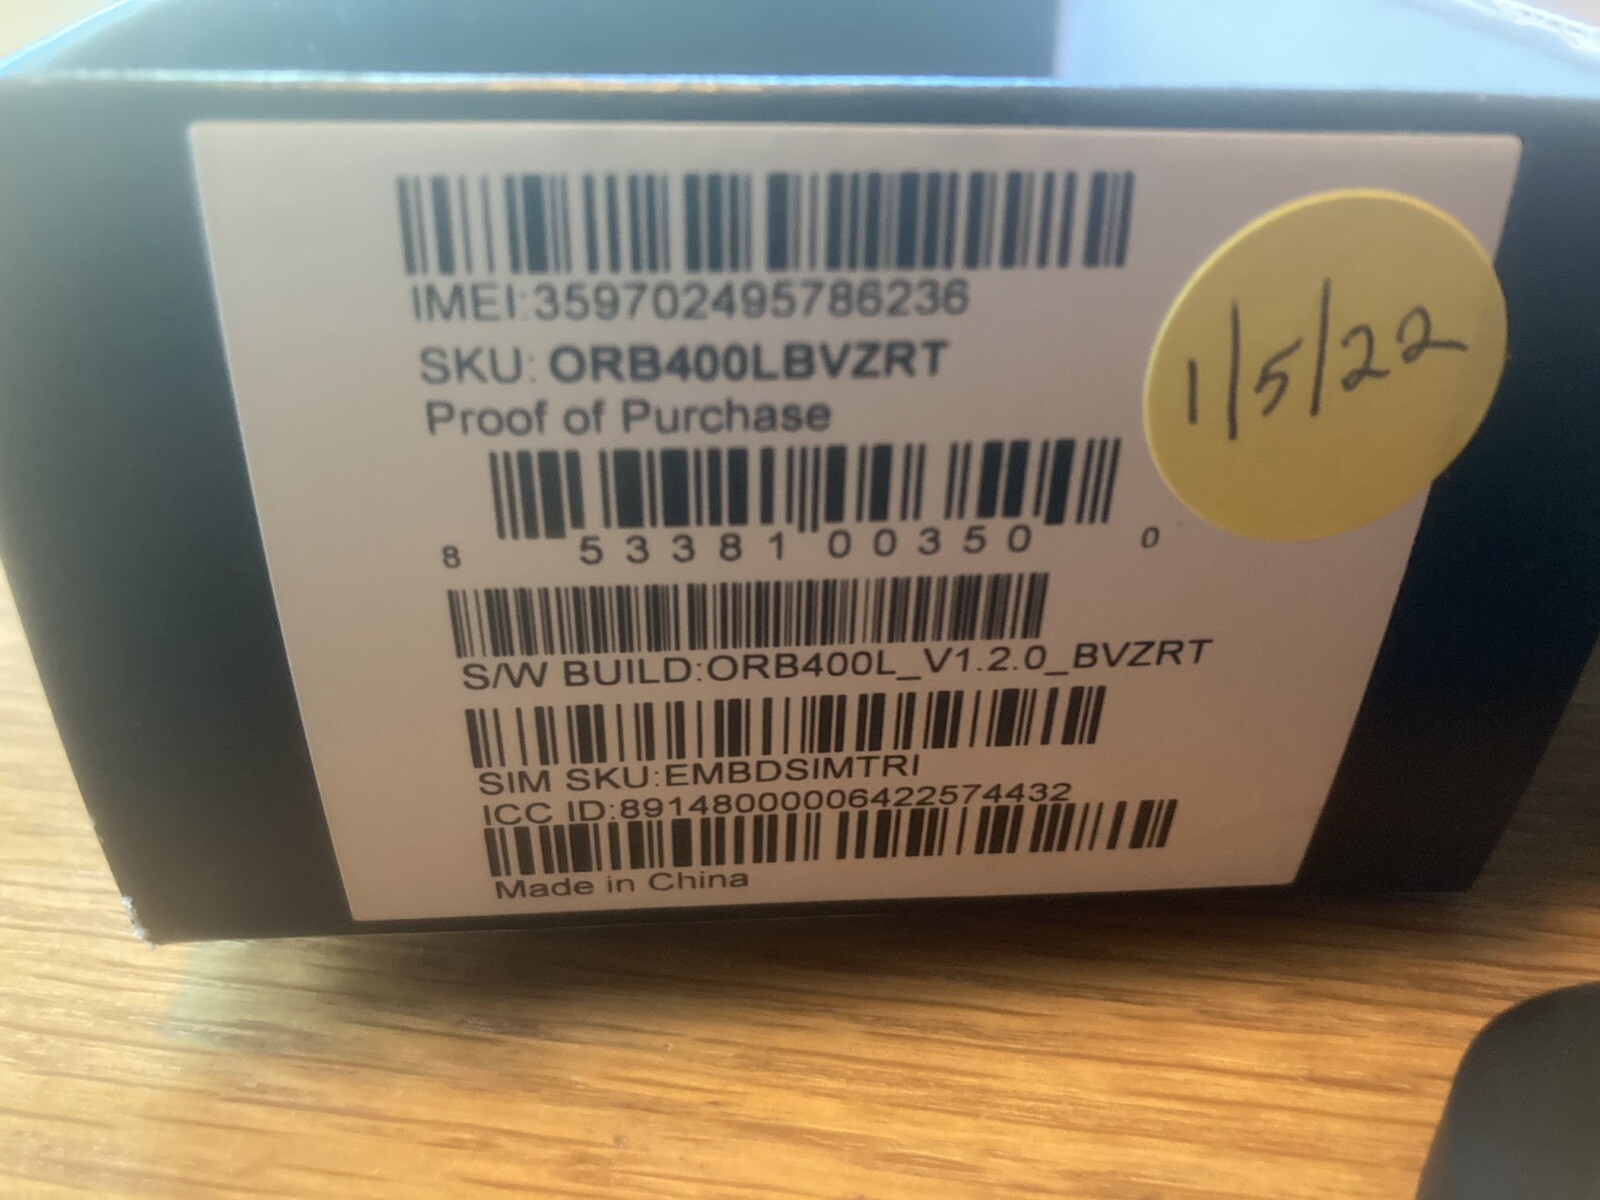 IMEI:359702495786236
SKU: ORB400LBVZRT
Proof of Purchase
8 53381 00350 0
S/W BUILD:ORB400L_V1.2.0_BVZRT
SIM SKU:EMBDSIMTRI
ICC ID:89148000006422574432
Made in China
1/5/22